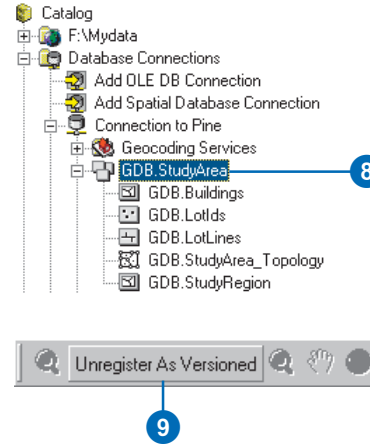 Catalog
F:\Mydata
Database Connections
Add OLE DB Connection
Add Spatial Database Connection
Connection to Pine
Geocoding Services
GDB.StudyArea
8
GDB.Buildings
GDB.LotIds
GDB.LotLines
GDB.StudyArea_Topology
GDB.StudyRegion
Unregister As Versioned
9